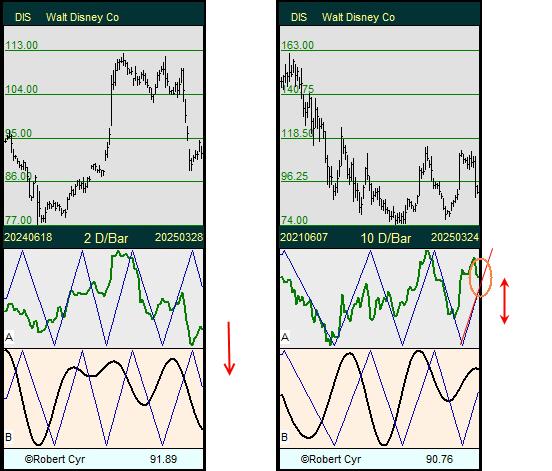 DIS Walt Disney Co
113.00
104.00
95.00
86.00
77.00
20240618 2 D/Bar 20250328
A
B
©Robert Cyr 91.89
DIS Walt Disney Co
163.00
140.75
118.50
96.25
74.00
20210607 10 D/Bar 20250324
A
B
©Robert Cyr 90.76